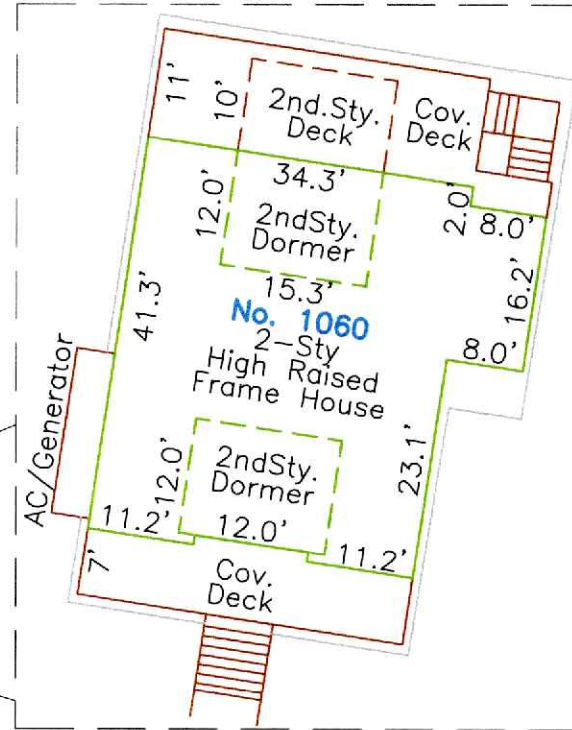 11'
10'
2nd.Sty.
Deck
Cov.
Deck
34.3'
12.0'
2ndSty.
Dormer
2.0'
8.0'
15.3'
16.2'
41.3'
No. 1060
2-Sty
High Raised
Frame House
8.0'
AC/Generator
12.0'
2ndSty.
Dormer
23.1'
11.2'
12.0'
11.2'
7'
Cov.
Deck